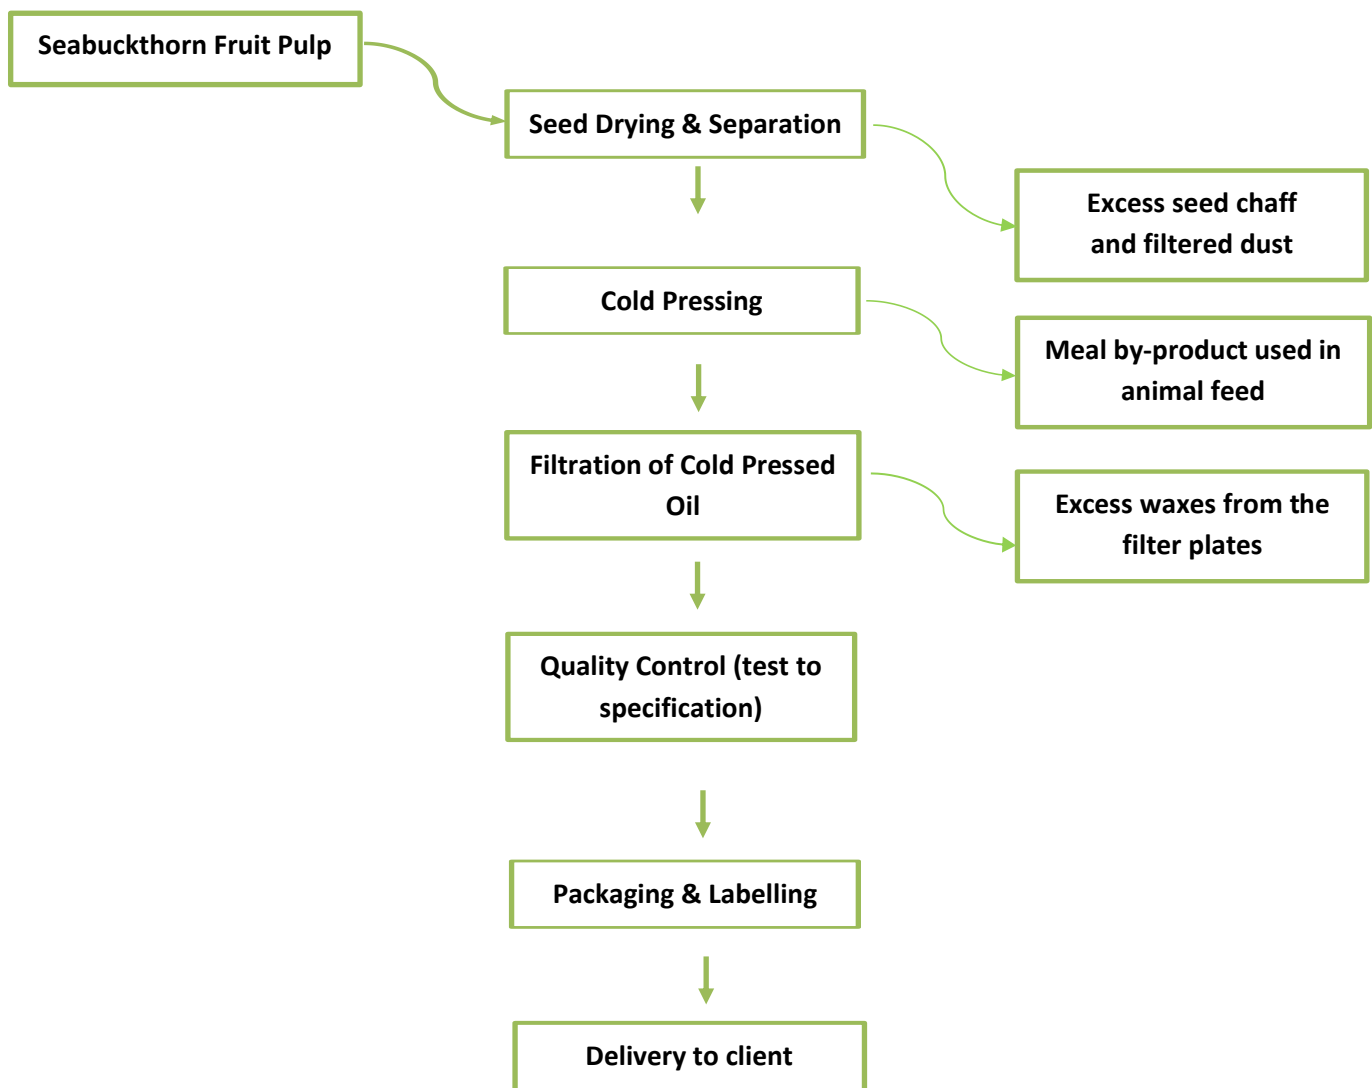 Seabuckthorn Fruit Pulp
Seed Drying & Separation
Excess seed chaff
and filtered dust
Cold Pressing
Meal by-product used in
animal feed
Filtration of Cold Pressed
Oil
Excess waxes from the
filter plates
Quality Control (test to
specification)
Packaging & Labelling
Delivery to client